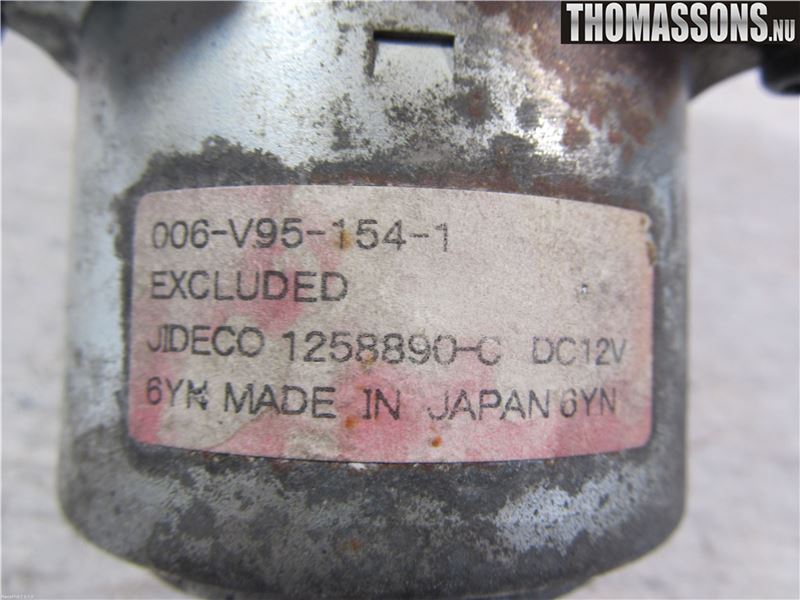 THOMASSONS.NU
006-V95-154-1
EXCLUDED
JIDECO 1258890-C DC12V
6YN MADE IN JAPAN 6YN